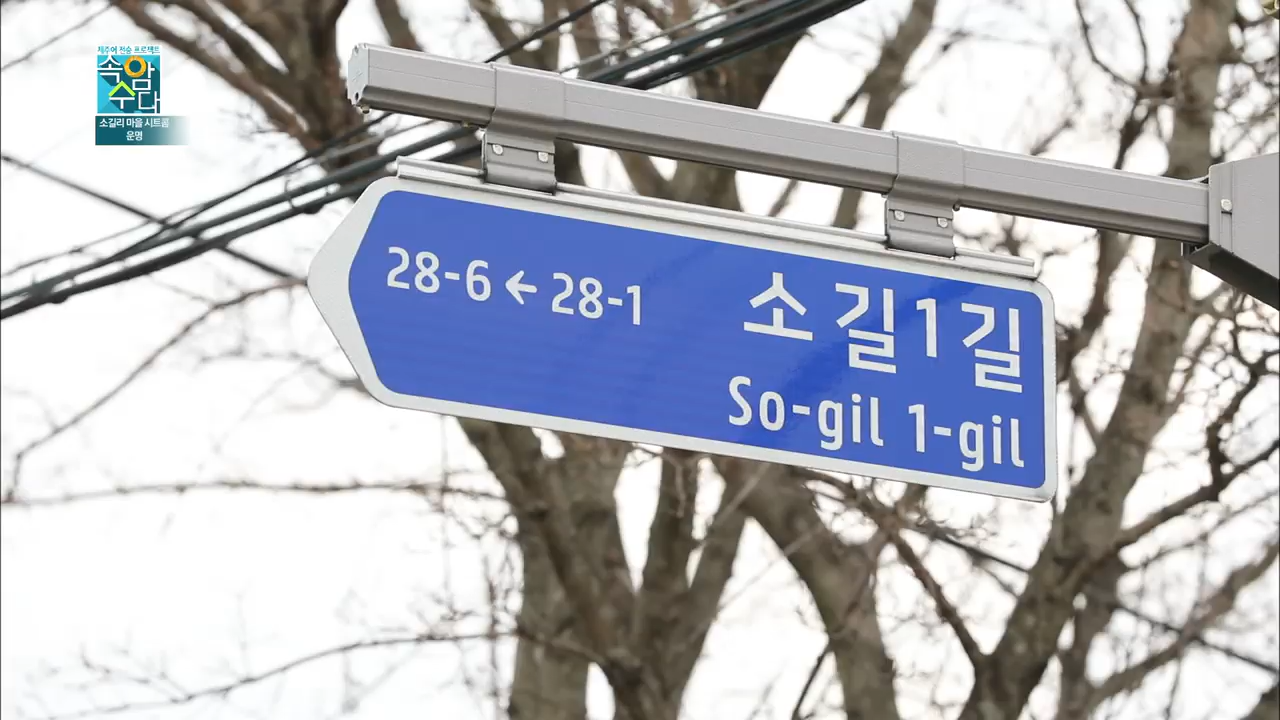 제주어 전승 프로젝트
속암수다
소길리 마을 시트콤
운명
28-6 ← 28-1
소길1길
So-gil 1-gil